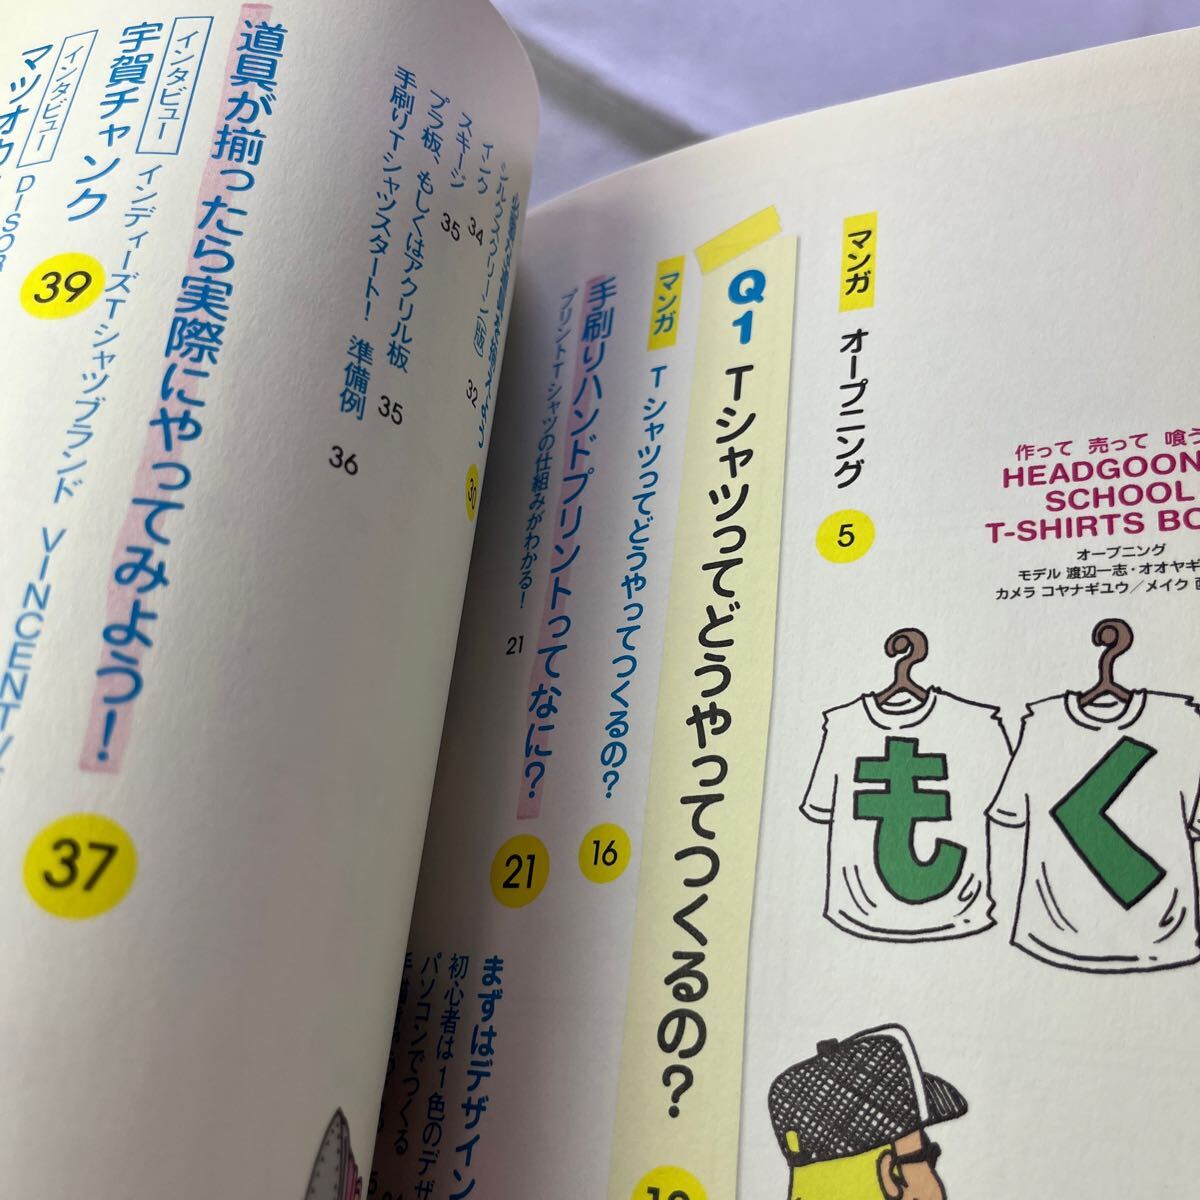 作って 売って 喰う
HEADGOON
SCHOOL
T-SHIRTS BO
オープニング
モデル 渡辺一志・オオヤギ
カメラ コヤナギユウ／メイク
もく
マンガ オープニング 5
Q1 Tシャツってどうやってつくるの？
マンガ Tシャツってどうやってつくるの？ 16
手刷りハンドプリントってなに？ 21
プリントTシャツの仕組みがわかる！ 21
まずはデザイン
初心者は1色のデザ
パソコンでつくる
30
シルクスクリーン（版） 32
インク 34
スキージ 35
プラ板、もしくはアクリル板 35
手刷りTシャツスタート！ 準備例 36
道具が揃ったら実際にやってみよう！ 37
インタビュー インディーズTシャツブランド VINCENT
宇賀チャンク 39
インタビュー DISOR
マツオカ